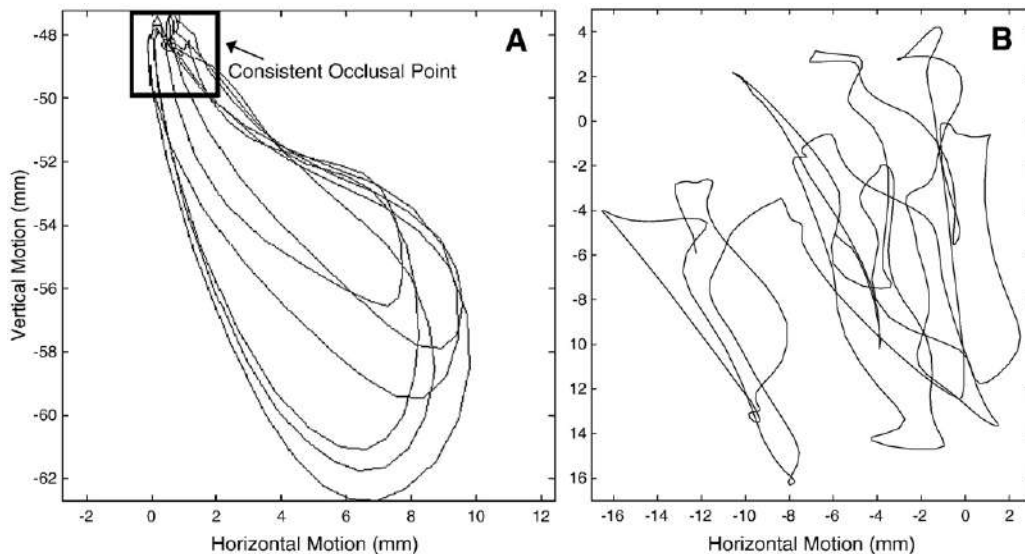 A
Consistent Occlusal Point
-48
-50
-52
-54
-56
-58
-60
-62
Vertical Motion (mm)
-2 0 2 4 6 8 10 12
Horizontal Motion (mm)
B
4
2
0
-2
-4
-6
-8
10
12
14
16
-16 -14 -12 -10 -8 -6 -4 -2 0 2
Horizontal Motion (mm)